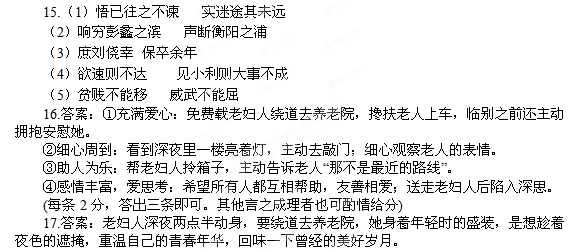 15.（1）悟已往之不谏　　实迷途其未远
（2）响穷彭蠡之滨　　声断衡阳之浦
（3）庶刘侥幸　保卒余年
（4）欲速则不达　　见小利则大事不成
（5）贫贱不能移　　威武不能屈
16.答案：①充满爱心：免费载老妇人绕道去养老院，搀扶老人上车，临别之前还主动
拥抱安慰她。
②细心周到：看到深夜里一楼亮着灯，主动去敲门；细心观察老人的表情。
③助人为乐：帮老妇人拎箱子，主动告诉老人“那不是最近的路线”。
④感情丰富，爱思考：希望所有人都互相帮助，友善相爱；送走老妇人后陷入深思。
(每条 2 分，答出三条即可。其他言之成理者也可酌情给分)
17.答案：老妇人深夜两点半动身，要绕道去养老院，她身着年轻时的盛装，是想趁着
夜色的遮掩，重温自己的青春年华，回味一下曾经的美好岁月。